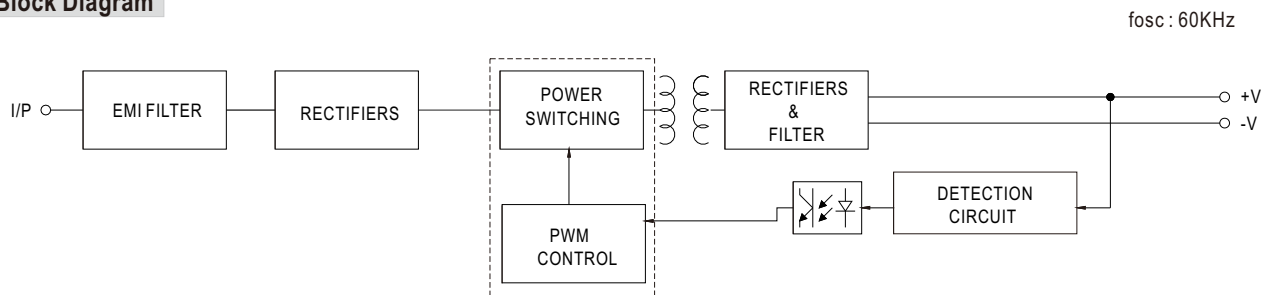 Block Diagram
fosc : 60KHz
I/P
EMI FILTER
RECTIFIERS
POWER
SWITCHING
RECTIFIERS
&
FILTER
+V
-V
DETECTION
CIRCUIT
PWM
CONTROL